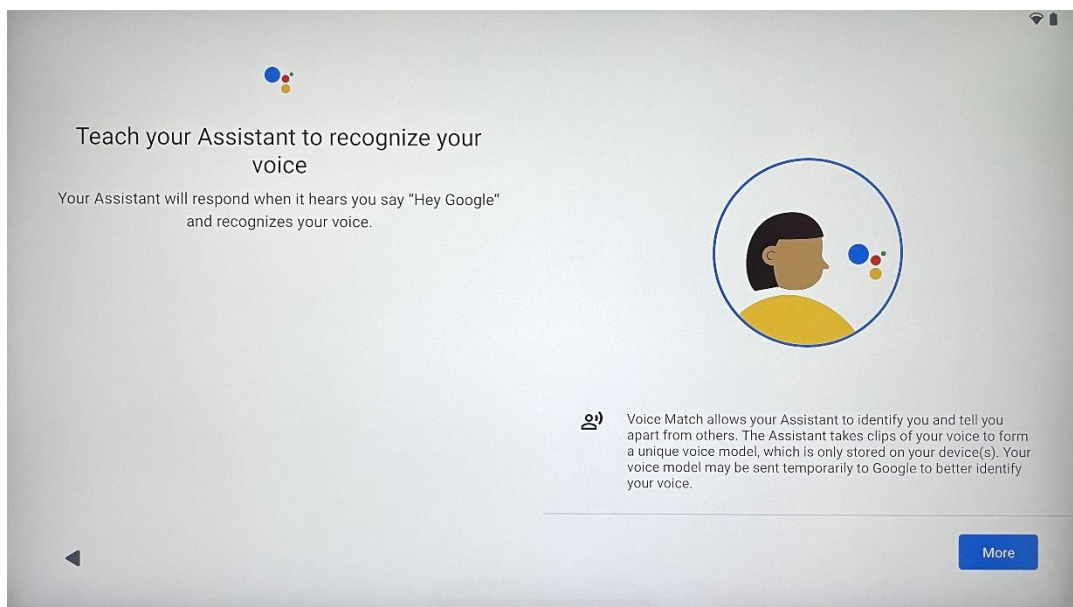 Teach your Assistant to recognize your
voice
Your Assistant will respond when it hears you say “Hey Google“
and recognizes your voice.
Voice Match allows your Assistant to identify you and tell you
apart from others. The Assistant takes clips of your voice to form
a unique voice model, which is only stored on your device(s). Your
voice model may be sent temporarily to Google to better identify
your voice.
More